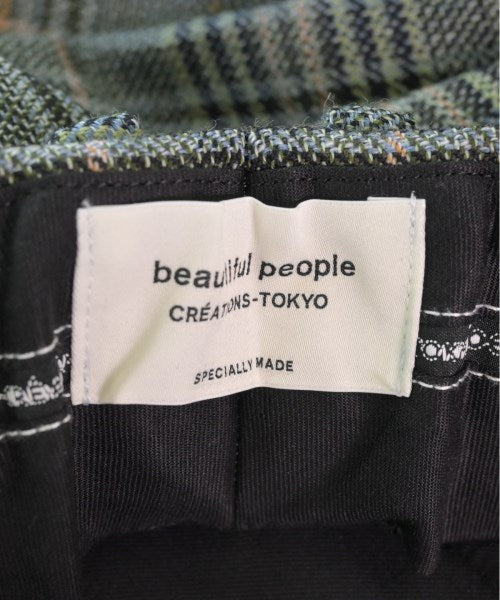 beautiful people
CRÉATIONS-TOKYO
SPECIALLY MADE